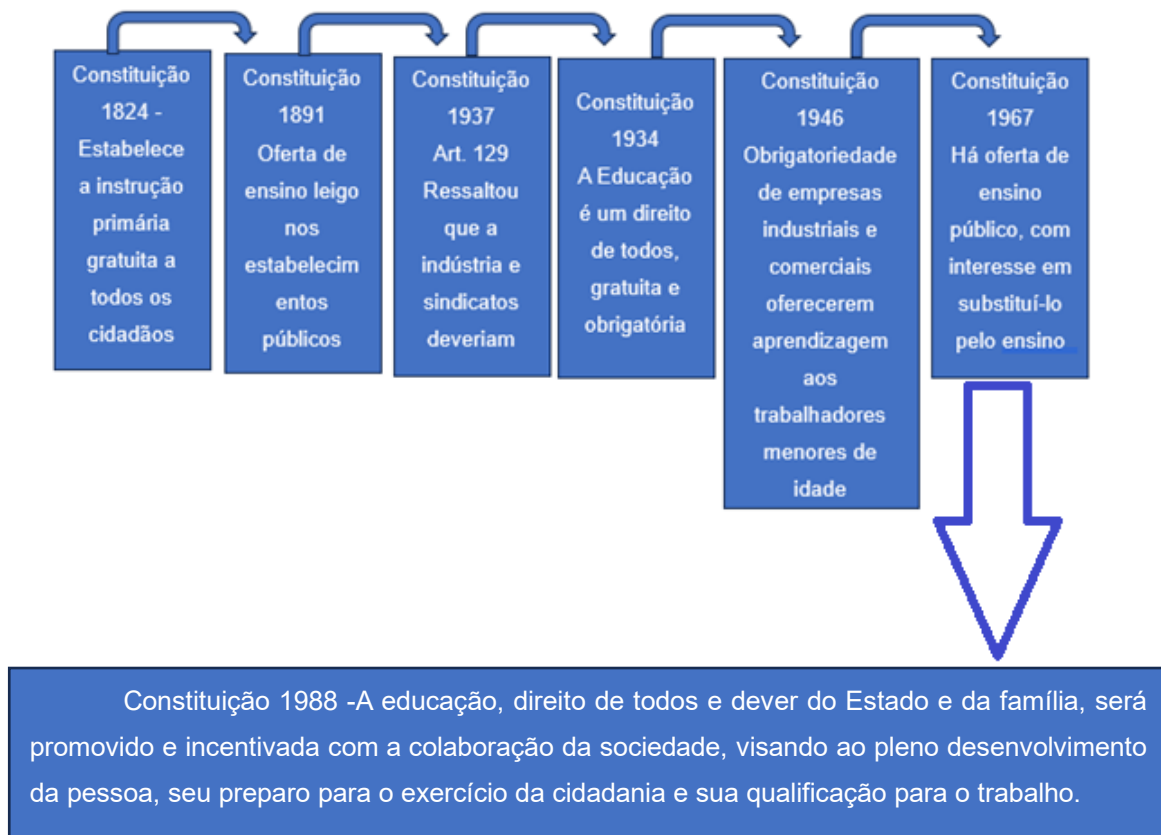 Constituição
1824 -
Estabelece
a instrução
primária
gratuita a
todos os
cidadãos
Constituição
1891
Oferta de
ensino leigo
nos
estabelecim
entos
públicos
Constituição
1937
Art. 129
Ressaltou
que a
indústria e
sindicatos
deveriam
Constituição
1934
A Educação
é um direito
de todos,
gratuita e
obrigatória
Constituição
1946
Obrigatoriedade
de empresas
industriais e
comerciais
oferecerem
aprendizagem
aos
trabalhadores
menores de
idade
Constituição
1967
Há oferta de
ensino
público, com
interesse em
substituí-lo
pelo ensino
Constituição 1988 -A educação, direito de todos e dever do Estado e da família, será
promovido e incentivada com a colaboração da sociedade, visando ao pleno desenvolvimento
da pessoa, seu preparo para o exercício da cidadania e sua qualificação para o trabalho.